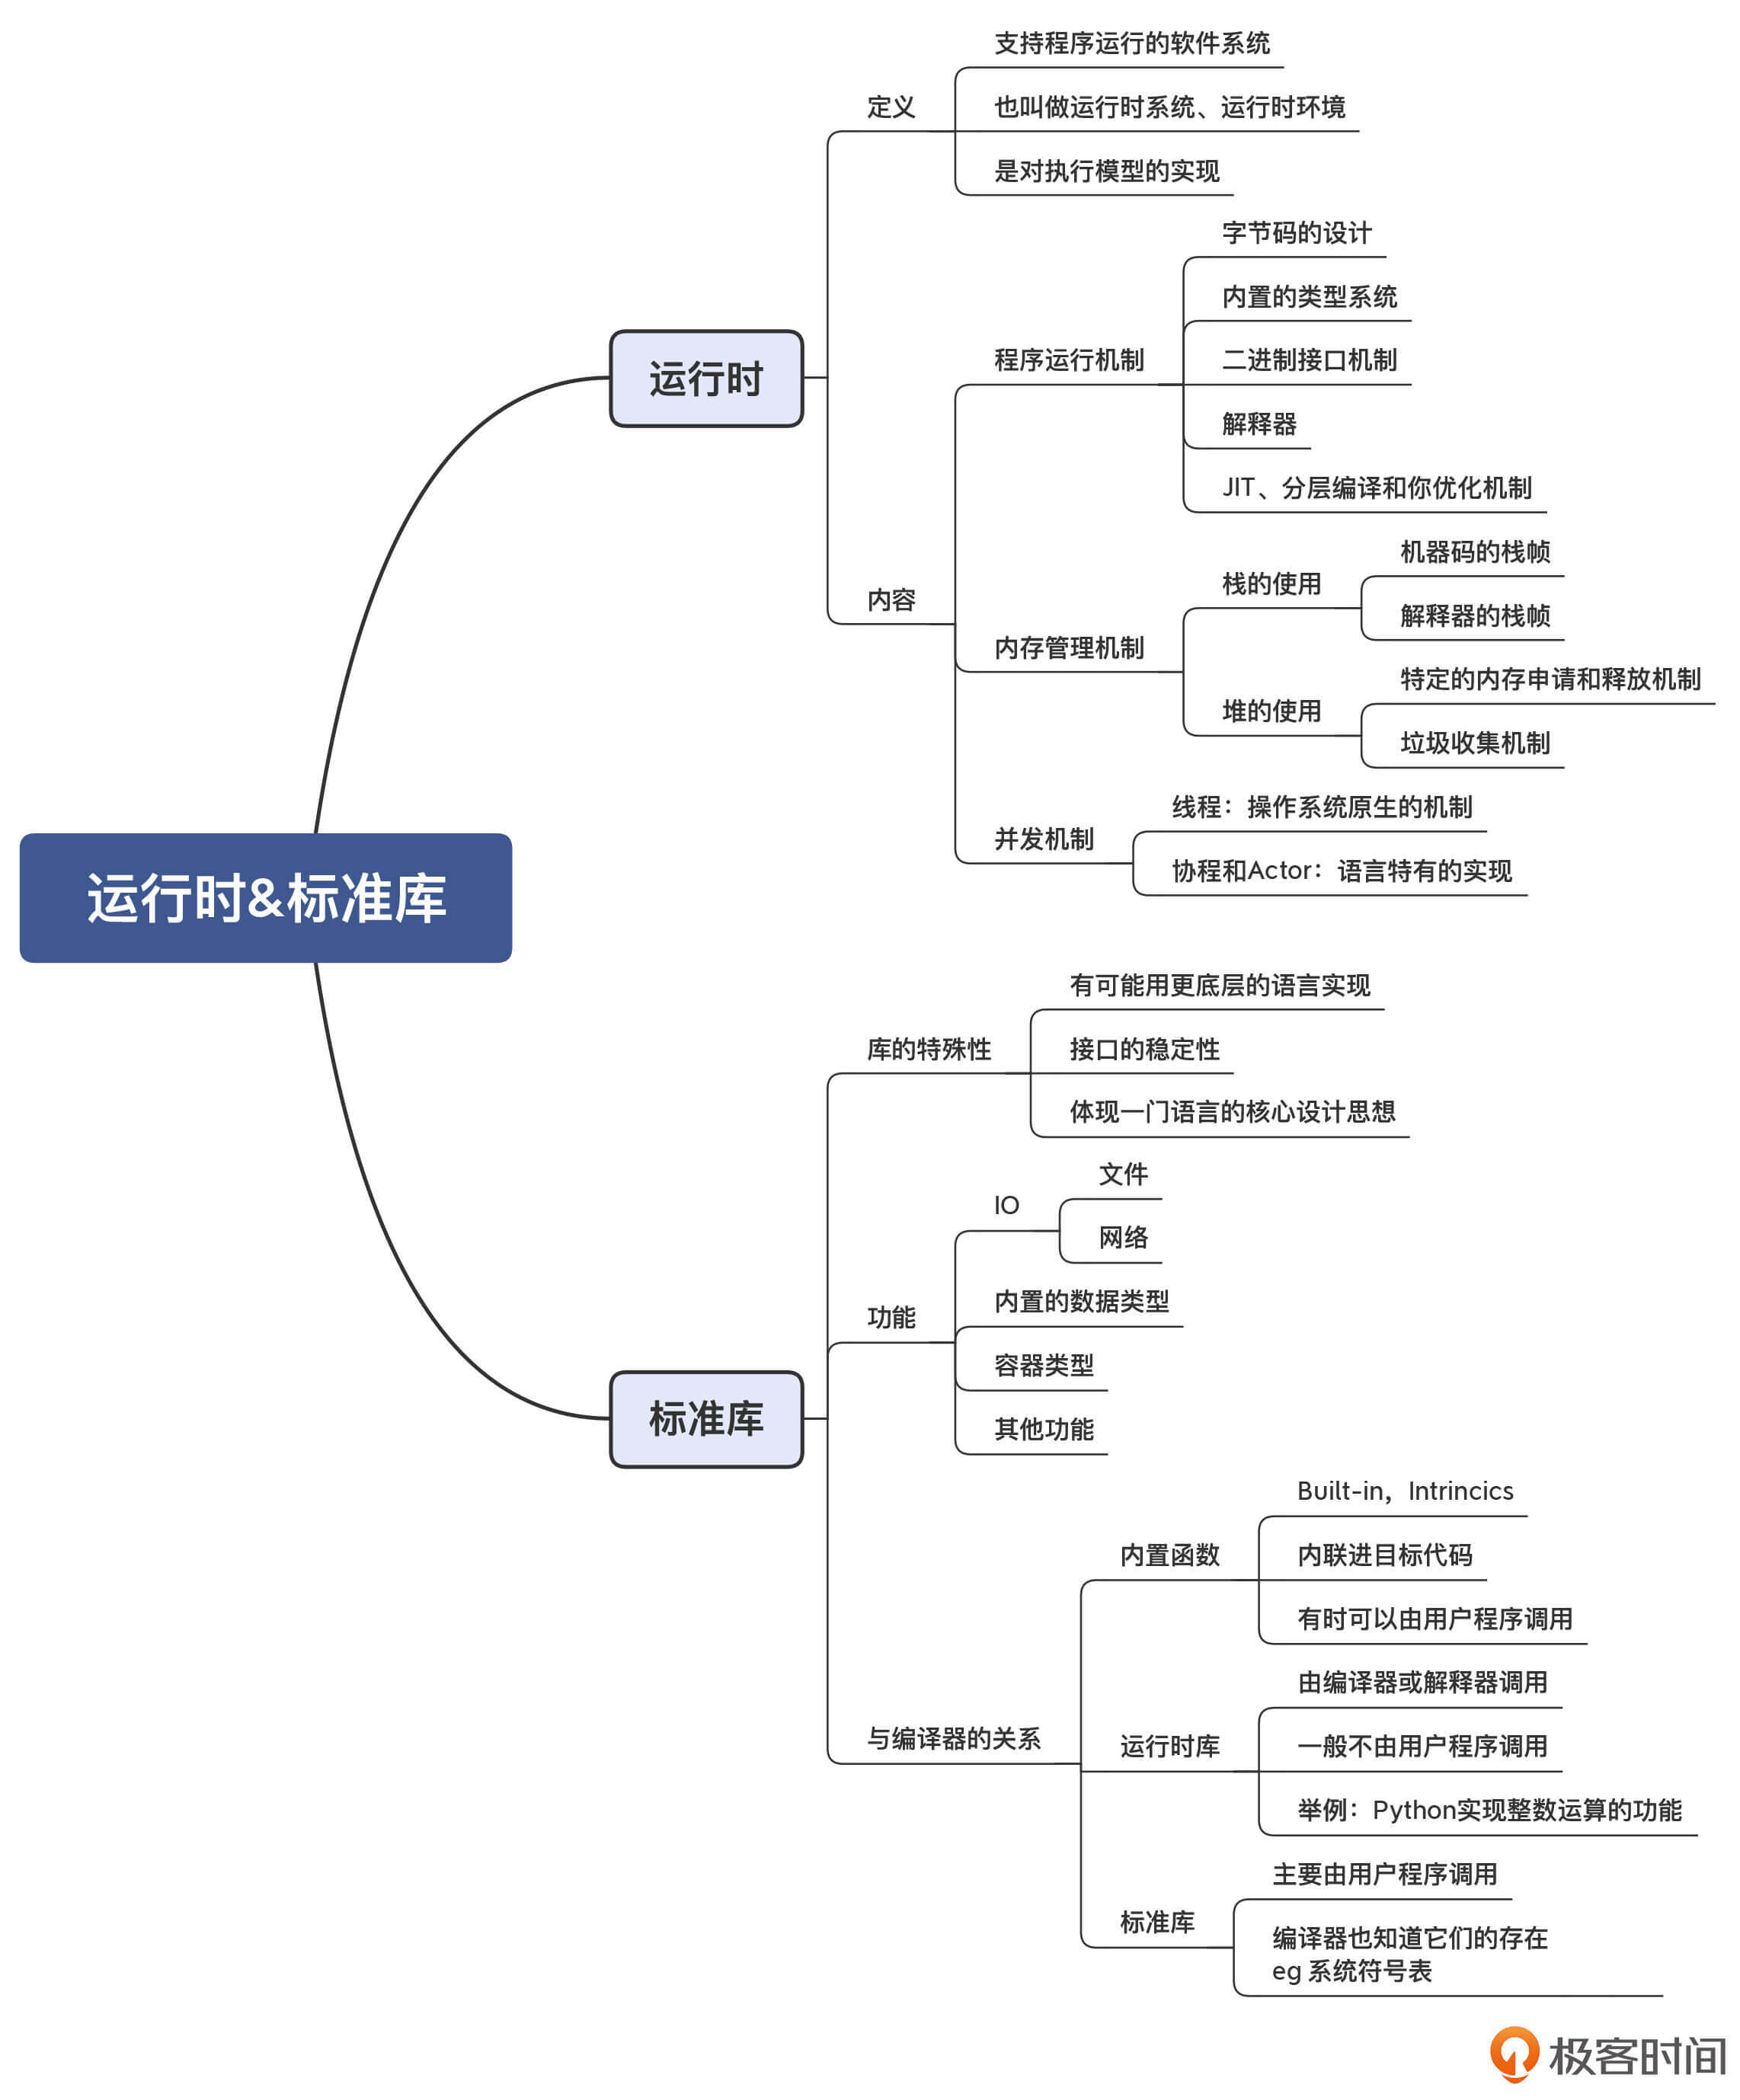 运行时&标准库
运行时
定义
支持程序运行的软件系统
也叫做运行时系统、运行时环境
是对执行模型的实现
内容
程序运行机制
字节码的设计
内置的类型系统
二进制接口机制
解释器
JIT、分层编译和你优化机制
内存管理机制
栈的使用
机器码的栈帧
解释器的栈帧
堆的使用
特定的内存申请和释放机制
垃圾收集机制
并发机制
线程：操作系统原生的机制
协程和Actor：语言特有的实现
标准库
库的特殊性
有可能用更底层的语言实现
接口的稳定性
体现一门语言的核心设计思想
功能
IO
文件
网络
内置的数据类型
容器类型
其他功能
与编译器的关系
内置函数
Built-in，Intrincics
内联进目标代码
有时可以由用户程序调用
运行时库
由编译器或解释器调用
一般不由用户程序调用
举例：Python实现整数运算的功能
标准库
主要由用户程序调用
编译器也知道它们的存在
eg 系统符号表
极客时间